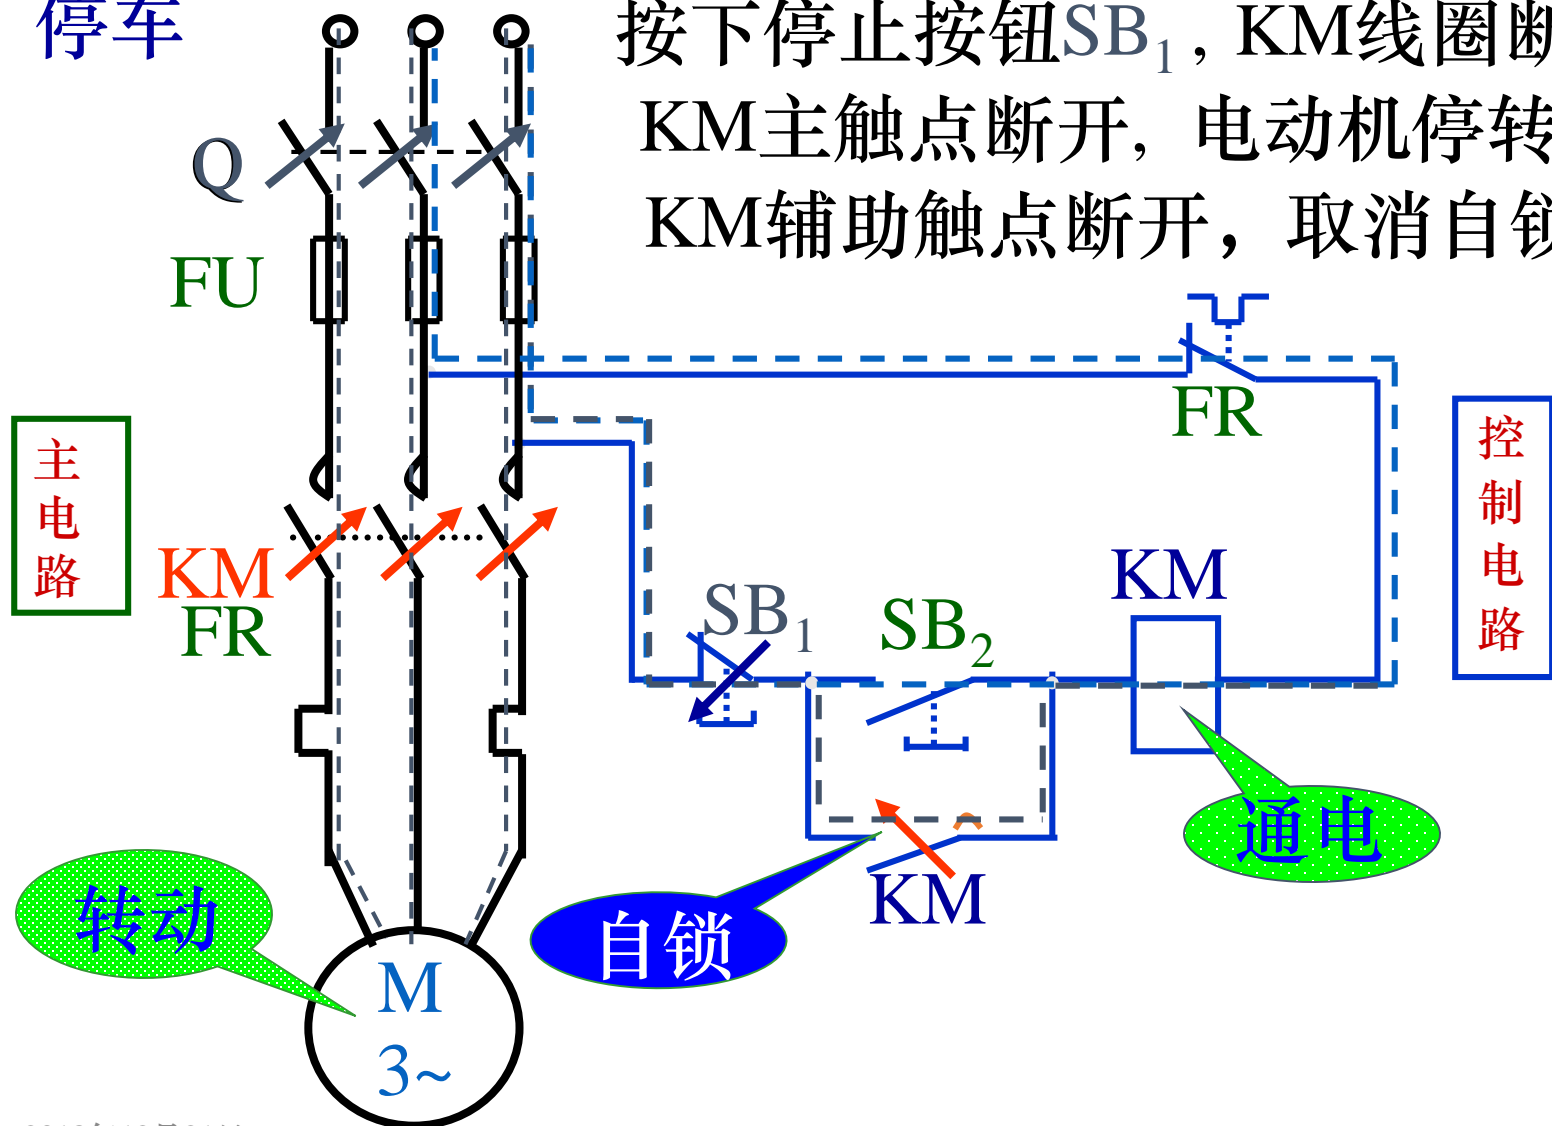 停车
按下停止按钮SB1, KM线圈断
KM主触点断开, 电动机停转
KM辅助触点断开，取消自锁
Q
FU
FR
主电路
控制电路
KM
FR
KM
SB1
SB2
通电
转动
自锁
KM
M
3~